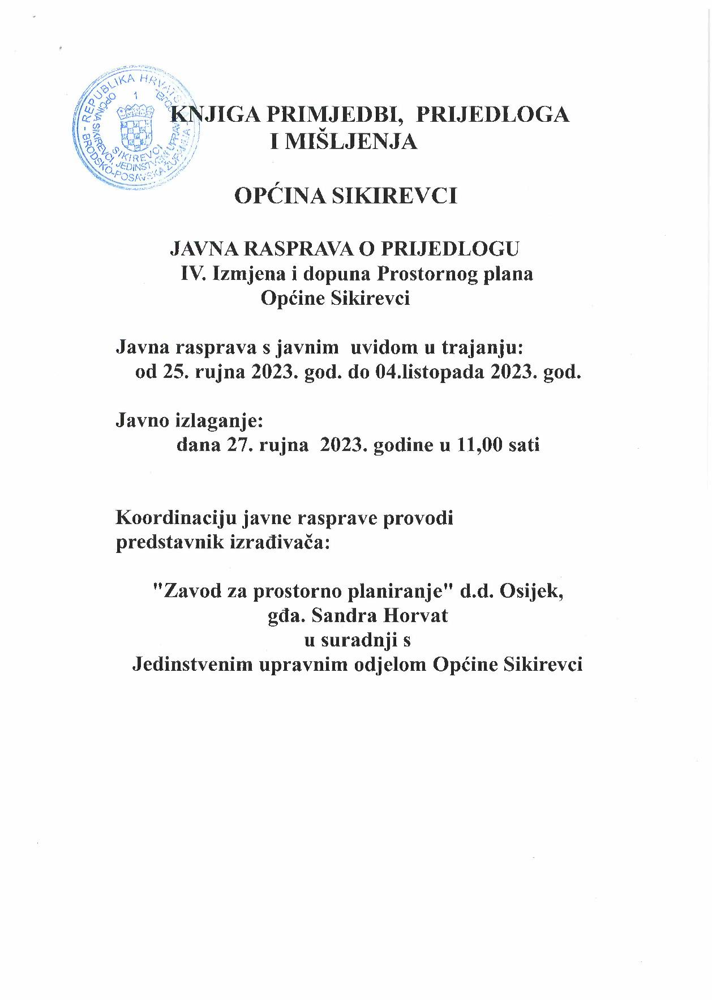 REPUBLIKA
1
OPĆINA SIKIREVCI, JEDINSTVENI
SIKIREVCI
BRODSKO-POSAVSKA ŽUPANIJA
KNJIGA PRIMJEDBI, PRIJEDLOGA
I MIŠLJENJA
OPĆINA SIKIREVCI
JAVNA RASPRAVA O PRIJEDLOGU
IV. Izmjena i dopuna Prostornog plana
Općine Sikirevci
Javna rasprava s javnim uvidom u trajanju:
od 25. rujna 2023. god. do 04.listopada 2023. god.
Javno izlaganje:
dana 27. rujna 2023. godine u 11,00 sati
Koordinaciju javne rasprave provodi
predstavnik izrađivača:
"Zavod za prostorno planiranje" d.d. Osijek,
gđa. Sandra Horvat
u suradnji s
Jedinstvenim upravnim odjelom Općine Sikirevci